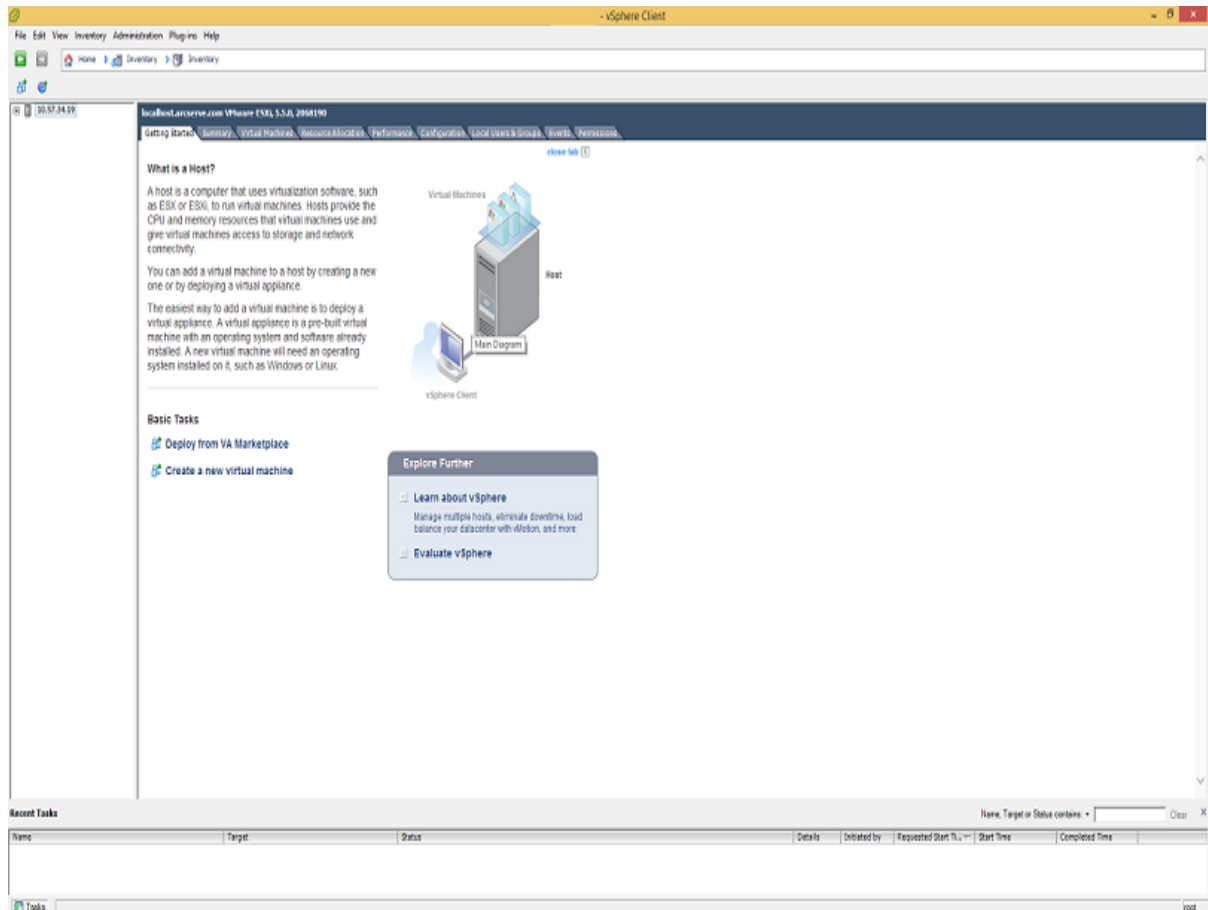 - vSphere Client
File Edit View Inventory Administration Plug-ins Help
Home Inventory Inventory
10.57.34.19
localhost.arcserve.com VMware ESXi, 5.5.0, 2068190
Getting Started Summary Virtual Machines Resource Allocation Performance Configuration Local Users & Groups Events Permissions
close tab
What is a Host?
A host is a computer that uses virtualization software, such
as ESX or ESXi, to run virtual machines. Hosts provide the
CPU and memory resources that virtual machines use and
give virtual machines access to storage and network
connectivity.
You can add a virtual machine to a host by creating a new
one or by deploying a virtual appliance.
The easiest way to add a virtual machine is to deploy a
virtual appliance. A virtual appliance is a pre-built virtual
machine with an operating system and software already
installed. A new virtual machine will need an operating
system installed on it, such as Windows or Linux.
Virtual Machines
Host
Main Diagram
vSphere Client
Basic Tasks
Deploy from VA Marketplace
Create a new virtual machine
Explore Further
Learn about vSphere
Manage multiple hosts, eliminate downtime, load
balance your datacenter with vMotion, and more
Evaluate vSphere
Recent Tasks
Name, Target or Status contains: Clear
Name Target Status Details Initiated by Requested Start Ti... Start Time Completed Time
Tasks
root